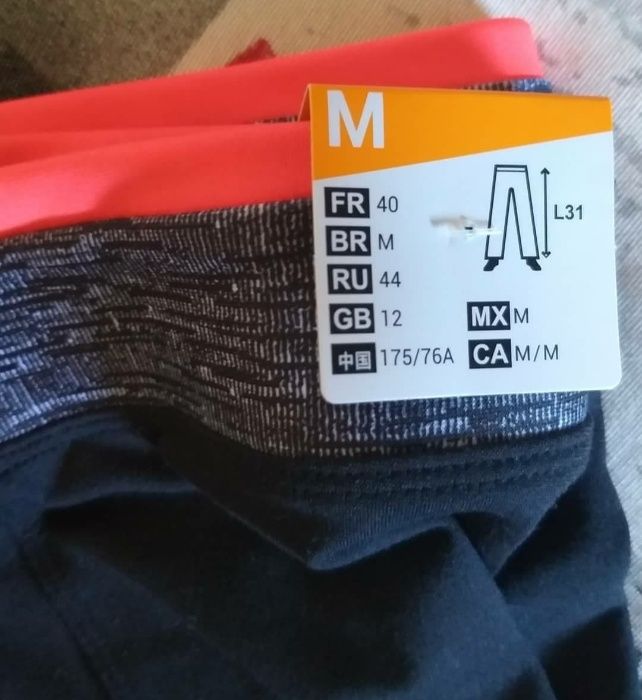 M
FR 40
BR M
RU 44
GB 12
中国 175/76A
L31
MX M
CA M/M